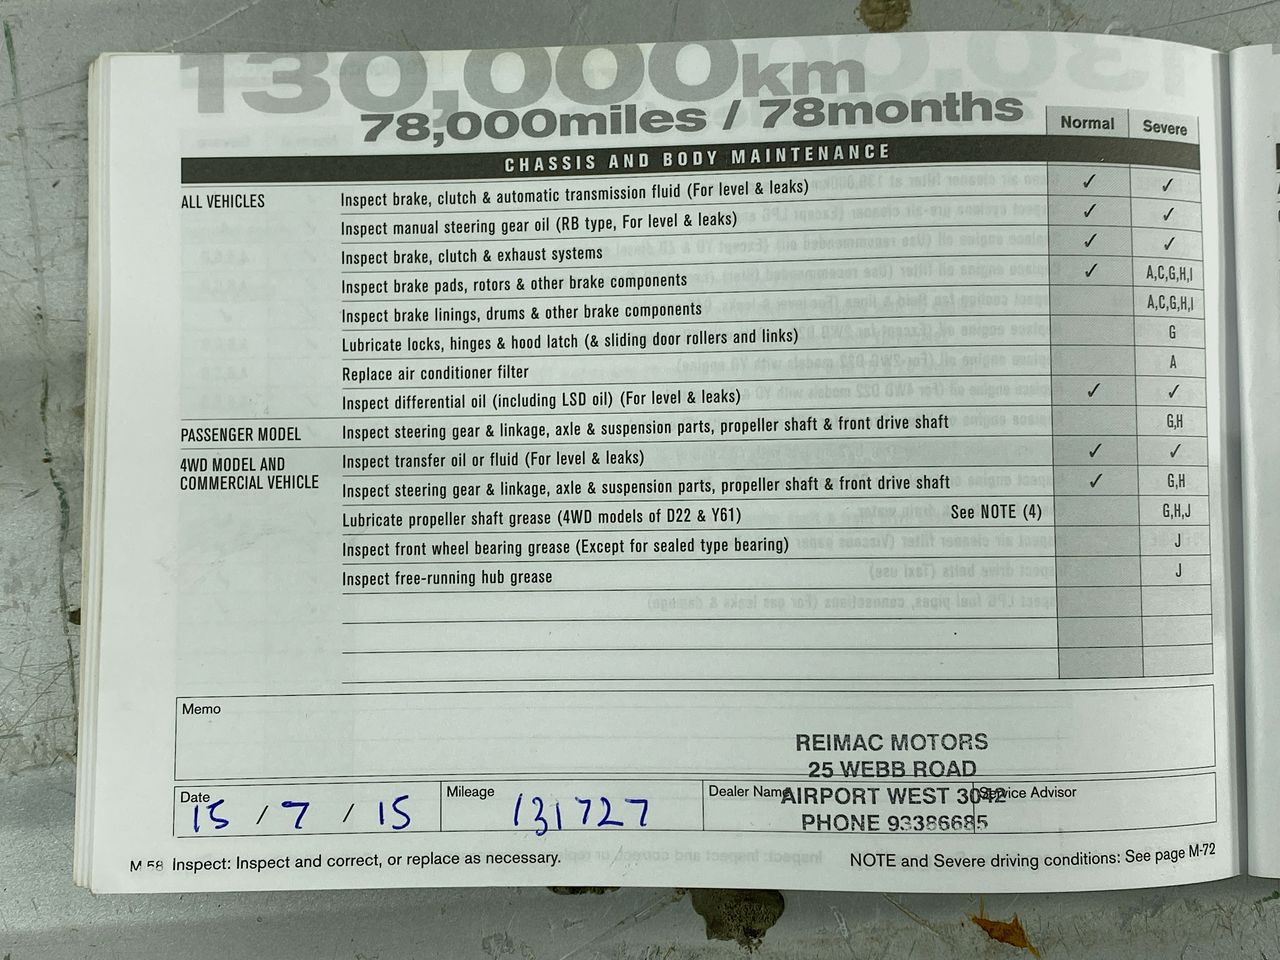 130,000km
78,000miles / 78months
Normal Severe
CHASSIS AND BODY MAINTENANCE
ALL VEHICLES Inspect brake, clutch & automatic transmission fluid (For level & leaks) ✓ ✓
Inspect manual steering gear oil (RB type, For level & leaks) ✓ ✓
Inspect brake, clutch & exhaust systems ✓ ✓
Inspect brake pads, rotors & other brake components ✓ A,C,G,H,I
Inspect brake linings, drums & other brake components A,C,G,H,I
Lubricate locks, hinges & hood latch (& sliding door rollers and links) G
Replace air conditioner filter A
Inspect differential oil (including LSD oil) (For level & leaks) ✓ ✓
PASSENGER MODEL Inspect steering gear & linkage, axle & suspension parts, propeller shaft & front drive shaft G,H
4WD MODEL AND Inspect transfer oil or fluid (For level & leaks) ✓ ✓
COMMERCIAL VEHICLE Inspect steering gear & linkage, axle & suspension parts, propeller shaft & front drive shaft ✓ G,H
Lubricate propeller shaft grease (4WD models of D22 & Y61) See NOTE (4) G,H,J
Inspect front wheel bearing grease (Except for sealed type bearing) J
Inspect free-running hub grease J
Memo
REIMAC MOTORS
25 WEBB ROAD
AIRPORT WEST 3042
PHONE 93386685
Date 15 / 7 / 15
Mileage 131727
Dealer Name
Service Advisor
M-58 Inspect: Inspect and correct, or replace as necessary.
NOTE and Severe driving conditions: See page M-72